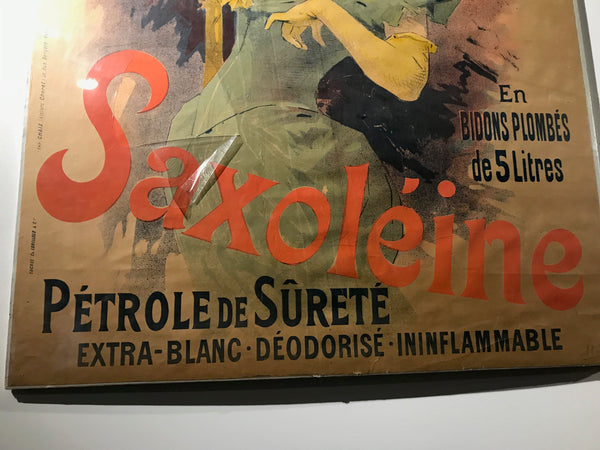 En
BIDONS PLOMBÉS
de 5 Litres
Saxoléine
PÉTROLE DE SÛRETÉ
EXTRA-BLANC · DÉODORISÉ · ININFLAMMABLE